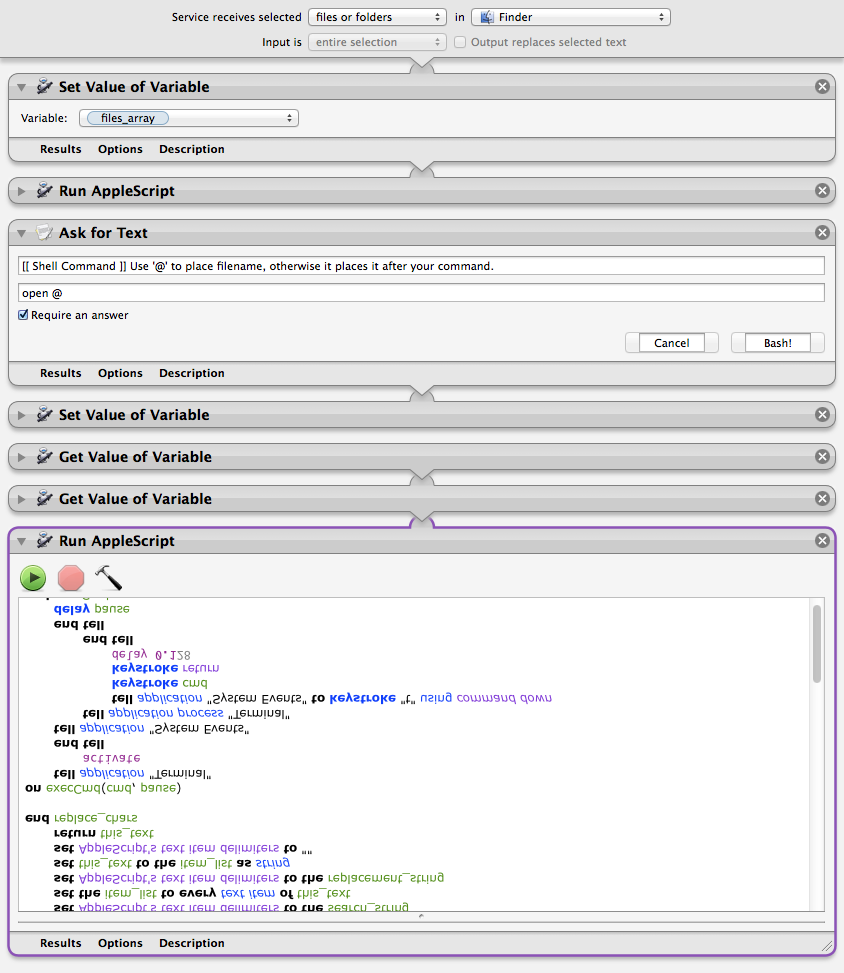 Service receives selected files or folders in Finder
Input is entire selection Output replaces selected text
Set Value of Variable
Variable: files_array
Results Options Description
Run AppleScript
Ask for Text
[[ Shell Command ]] Use '@' to place filename, otherwise it places it after your command.
open @
Require an answer
Cancel Bash!
Results Options Description
Set Value of Variable
Get Value of Variable
Get Value of Variable
Run AppleScript
delay pause
end tell
end tell
delay 0.128
keystroke return
keystroke cmd
tell application "System Events" to keystroke "t" using command down
tell application process "Terminal"
tell application "System Events"
end tell
activate
tell application "Terminal"
on execCmd(cmd, pause)
end replace_chars
return this_text
set AppleScript's text item delimiters to ""
set this_text to the item_list as string
set AppleScript's text item delimiters to the replacement_string
set the item_list to every text item of this_text
set AppleScript's text item delimiters to the search_string
Results Options Description